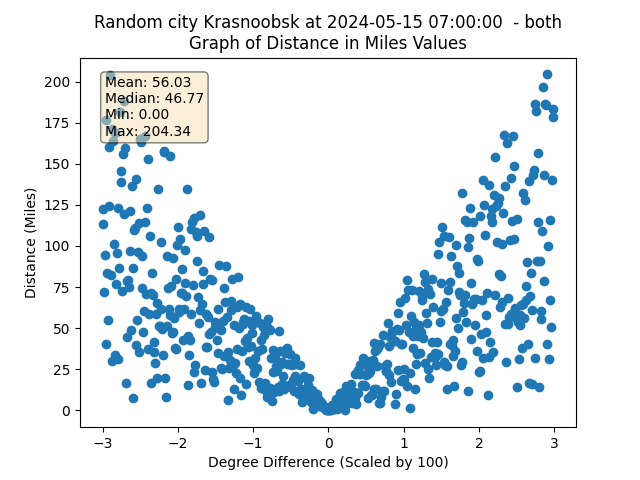 Random city Krasnoobsk at 2024-05-15 07:00:00  - both
Graph of Distance in Miles Values
Mean: 56.03
Median: 46.77
Min: 0.00
Max: 204.34
200
175
150
125
100
75
50
25
0
Distance (Miles)
−3
−2
−1
0
1
2
3
Degree Difference (Scaled by 100)